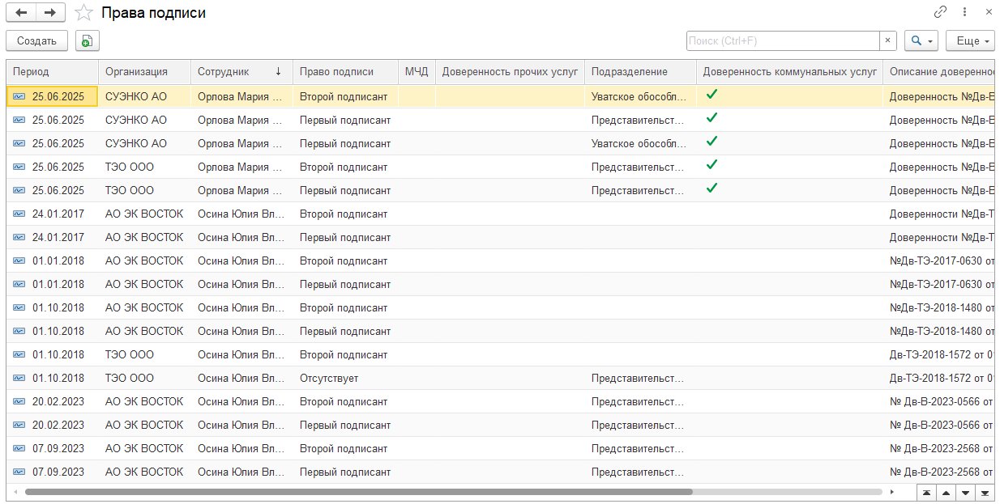 Права подписи
Создать Поиск (Ctrl+F) × Еще
Период Организация Сотрудник ↓ Право подписи МЧД Доверенность прочих услуг Подразделение Доверенность коммунальных услуг Описание доверенно
25.06.2025 СУЭНКО АО Орлова Мария ... Второй подписант Уватское обособл... Доверенность №Дв-В
25.06.2025 СУЭНКО АО Орлова Мария ... Первый подписант Представительст... Доверенность №Дв-В
25.06.2025 СУЭНКО АО Орлова Мария ... Первый подписант Уватское обособл... Доверенность №Дв-В
25.06.2025 ТЭО ООО Орлова Мария ... Второй подписант Представительст... Доверенность №Дв-В
25.06.2025 ТЭО ООО Орлова Мария ... Первый подписант Представительст... Доверенность №Дв-В
24.01.2017 АО ЭК ВОСТОК Осина Юлия Вл... Второй подписант Доверенности №Дв-Т
24.01.2017 АО ЭК ВОСТОК Осина Юлия Вл... Первый подписант Доверенности №Дв-Т
01.01.2018 АО ЭК ВОСТОК Осина Юлия Вл... Второй подписант №Дв-ТЭ-2017-0630 от
01.01.2018 АО ЭК ВОСТОК Осина Юлия Вл... Первый подписант №Дв-ТЭ-2017-0630 от
01.10.2018 АО ЭК ВОСТОК Осина Юлия Вл... Второй подписант №Дв-ТЭ-2018-1480 от
01.10.2018 АО ЭК ВОСТОК Осина Юлия Вл... Первый подписант №Дв-ТЭ-2018-1480 от
01.10.2018 ТЭО ООО Осина Юлия Вл... Второй подписант Дв-ТЭ-2018-1572 от 0
01.10.2018 ТЭО ООО Осина Юлия Вл... Отсутствует Представительст... Дв-ТЭ-2018-1572 от 0
20.02.2023 АО ЭК ВОСТОК Осина Юлия Вл... Второй подписант Представительст... № Дв-В-2023-0566 от
20.02.2023 АО ЭК ВОСТОК Осина Юлия Вл... Первый подписант Представительст... № Дв-В-2023-0566 от
07.09.2023 АО ЭК ВОСТОК Осина Юлия Вл... Второй подписант Представительст... № Дв-В-2023-2568 от
07.09.2023 АО ЭК ВОСТОК Осина Юлия Вл... Первый подписант Представительст... № Дв-В-2023-2568 от